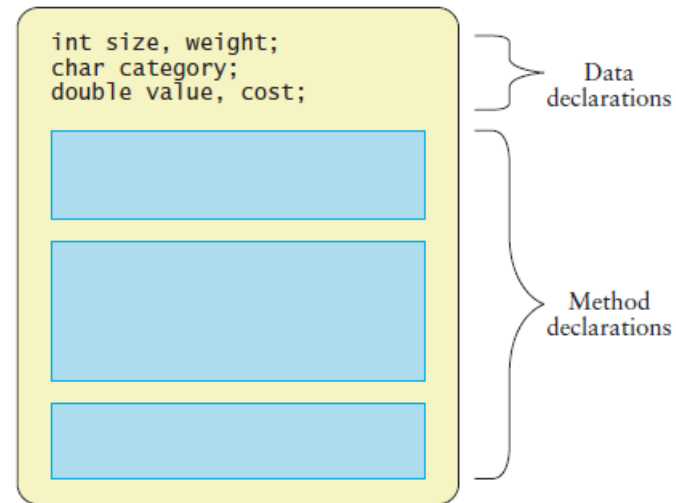 int size, weight;
char category;
double value, cost;
Data
declarations
Method
declarations